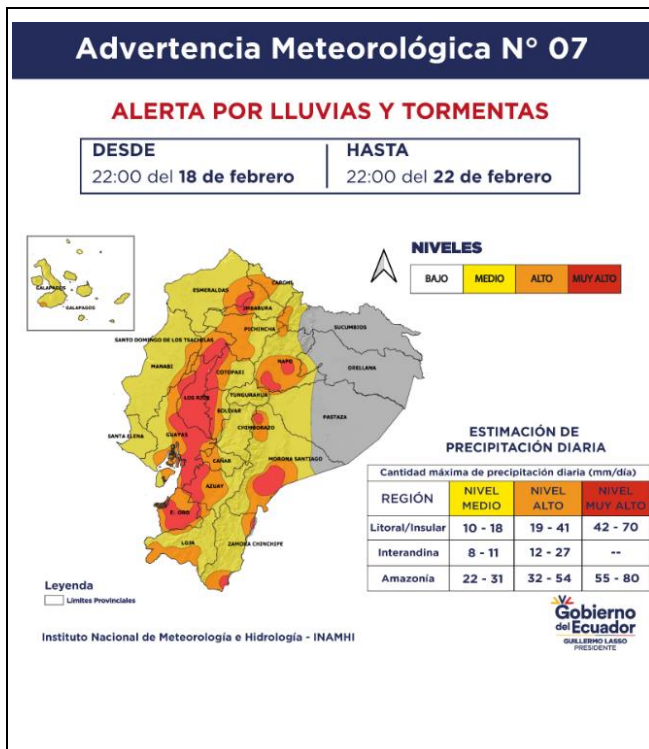 Advertencia Meteorológica N° 07
ALERTA POR LLUVIAS Y TORMENTAS
DESDE
22:00 del 18 de febrero
HASTA
22:00 del 22 de febrero
NIVELES
BAJO MEDIO ALTO MUY ALTO
GALAPAGOS
GALAPAGOS
ESMERALDAS
CARCHI
IMBABURA
PICHINCHA
SUCUMBIOS
SANTO DOMINGO DE LOS TSACHILAS
MANABI
COTOPAXI
NAPO
ORELLANA
LOS RIOS
TUNGURAHUA
BOLIVAR
PASTAZA
SANTA ELENA
GUAYAS
CHIMBORAZO
CAÑAR
MORONA SANTIAGO
AZUAY
E. ORO
LOJA
ZAMORA CHINCHIPE
ESTIMACIÓN DE
PRECIPITACIÓN DIARIA
Cantidad máxima de precipitación diaria (mm/día)
REGIÓN NIVEL MEDIO NIVEL ALTO NIVEL MUY ALTO
Litoral/Insular 10 - 18 19 - 41 42 - 70
Interandina 8 - 11 12 - 27 --
Amazonía 22 - 31 32 - 54 55 - 80
Leyenda
Límites Provinciales
Instituto Nacional de Meteorología e Hidrología - INAMHI
Gobierno
del Ecuador
GUILLERMO LASSO
PRESIDENTE